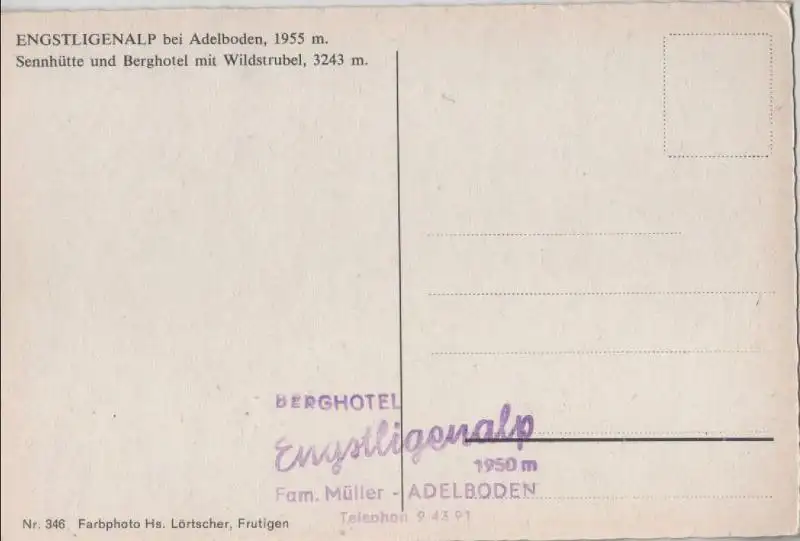 ENGSTLIGENALP bei Adelboden, 1955 m.
Sennhütte und Berghotel mit Wildstrubel, 3243 m.
BERGHOTEL
Engstligenalp
1950 m
Fam. Müller - ADELBODEN
Telephon 9 43 91
Nr. 346 Farbphoto Hs. Lörtscher, Frutigen